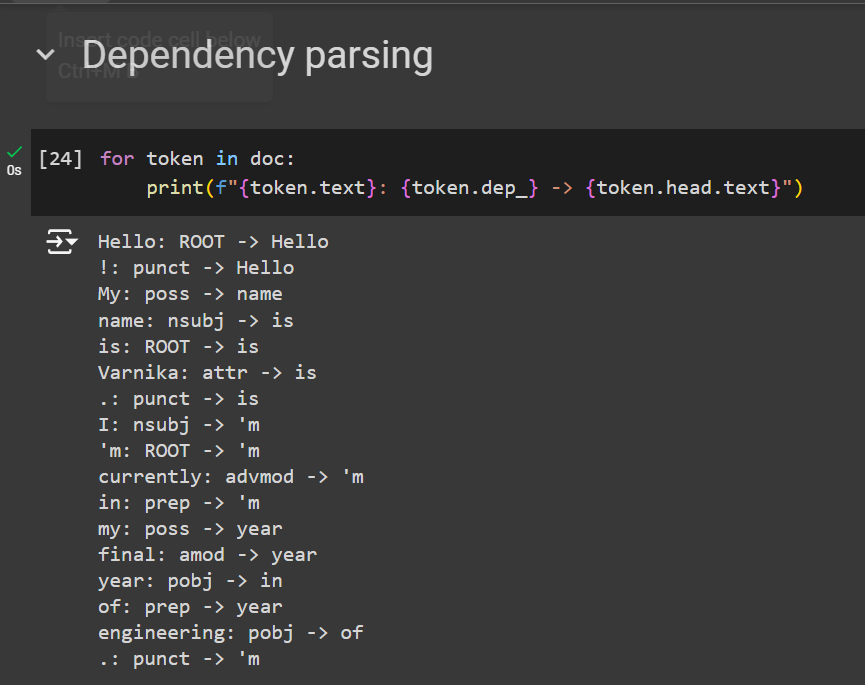 Insert code cell below
Ctrl+M B
Dependency parsing
0s
[24] for token in doc:
print(f"{token.text}: {token.dep_} -> {token.head.text}")
Hello: ROOT -> Hello
!: punct -> Hello
My: poss -> name
name: nsubj -> is
is: ROOT -> is
Varnika: attr -> is
.: punct -> is
I: nsubj -> 'm
'm: ROOT -> 'm
currently: advmod -> 'm
in: prep -> 'm
my: poss -> year
final: amod -> year
year: pobj -> in
of: prep -> year
engineering: pobj -> of
.: punct -> 'm